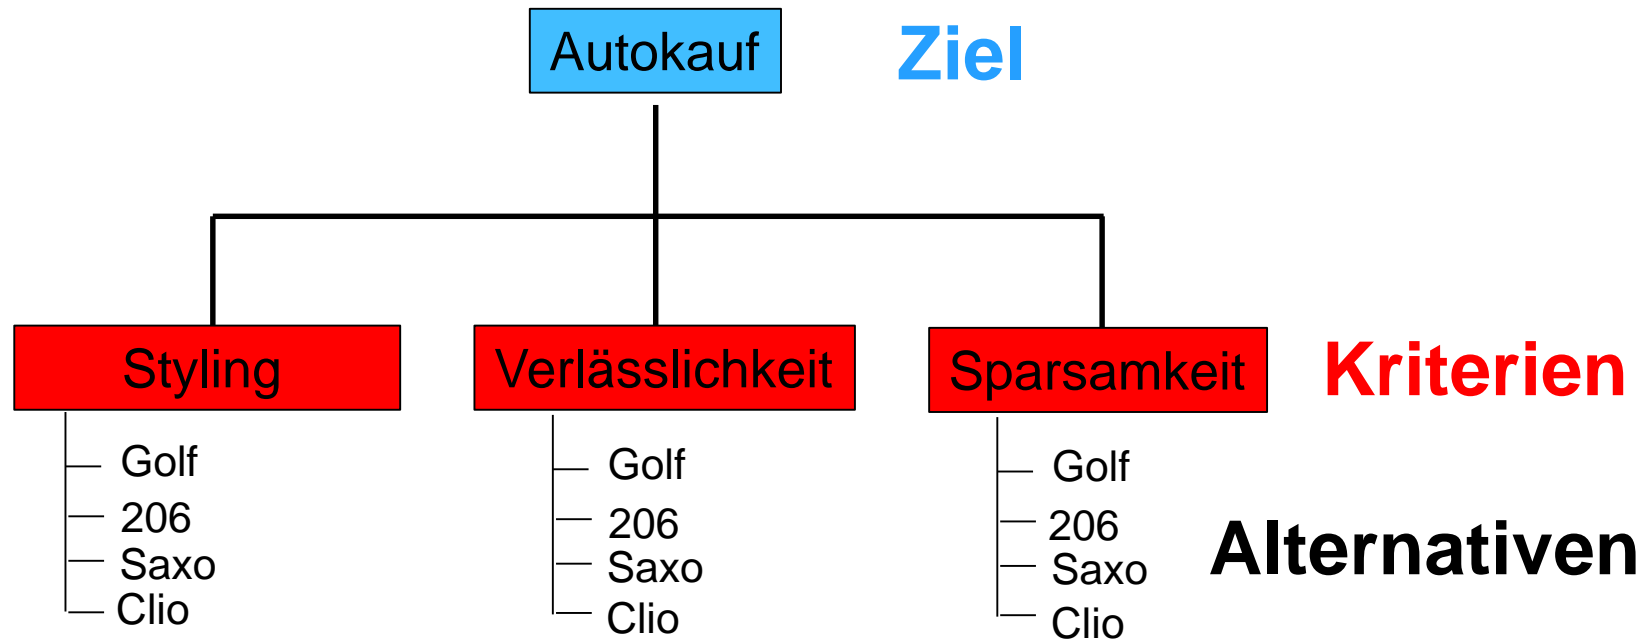 Autokauf
Ziel
Styling
Verlässlichkeit
Sparsamkeit
Kriterien
Golf
206
Saxo
Clio
Golf
206
Saxo
Clio
Golf
206
Saxo
Clio
Alternativen